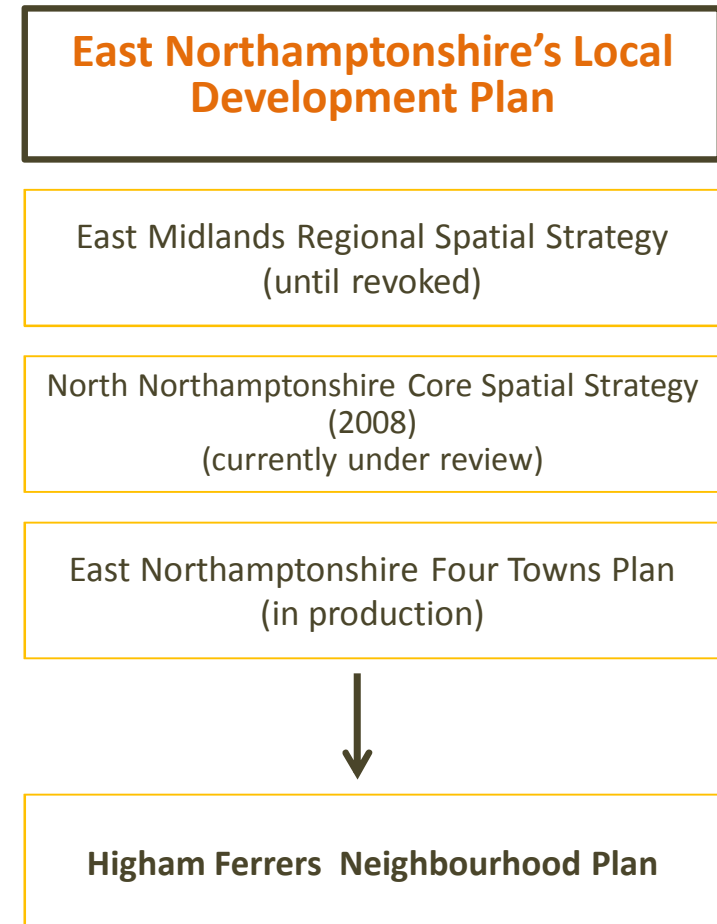 East Northamptonshire’s Local
Development Plan
East Midlands Regional Spatial Strategy
(until revoked)
North Northamptonshire Core Spatial Strategy
(2008)
(currently under review)
East Northamptonshire Four Towns Plan
(in production)
Higham Ferrers Neighbourhood Plan